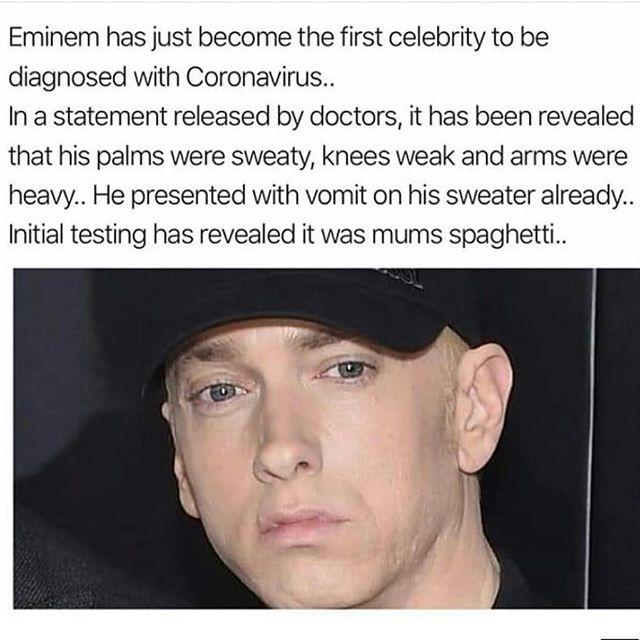 Eminem has just become the first celebrity to be
diagnosed with Coronavirus..
In a statement released by doctors, it has been revealed
that his palms were sweaty, knees weak and arms were
heavy.. He presented with vomit on his sweater already..
Initial testing has revealed it was mums spaghetti..